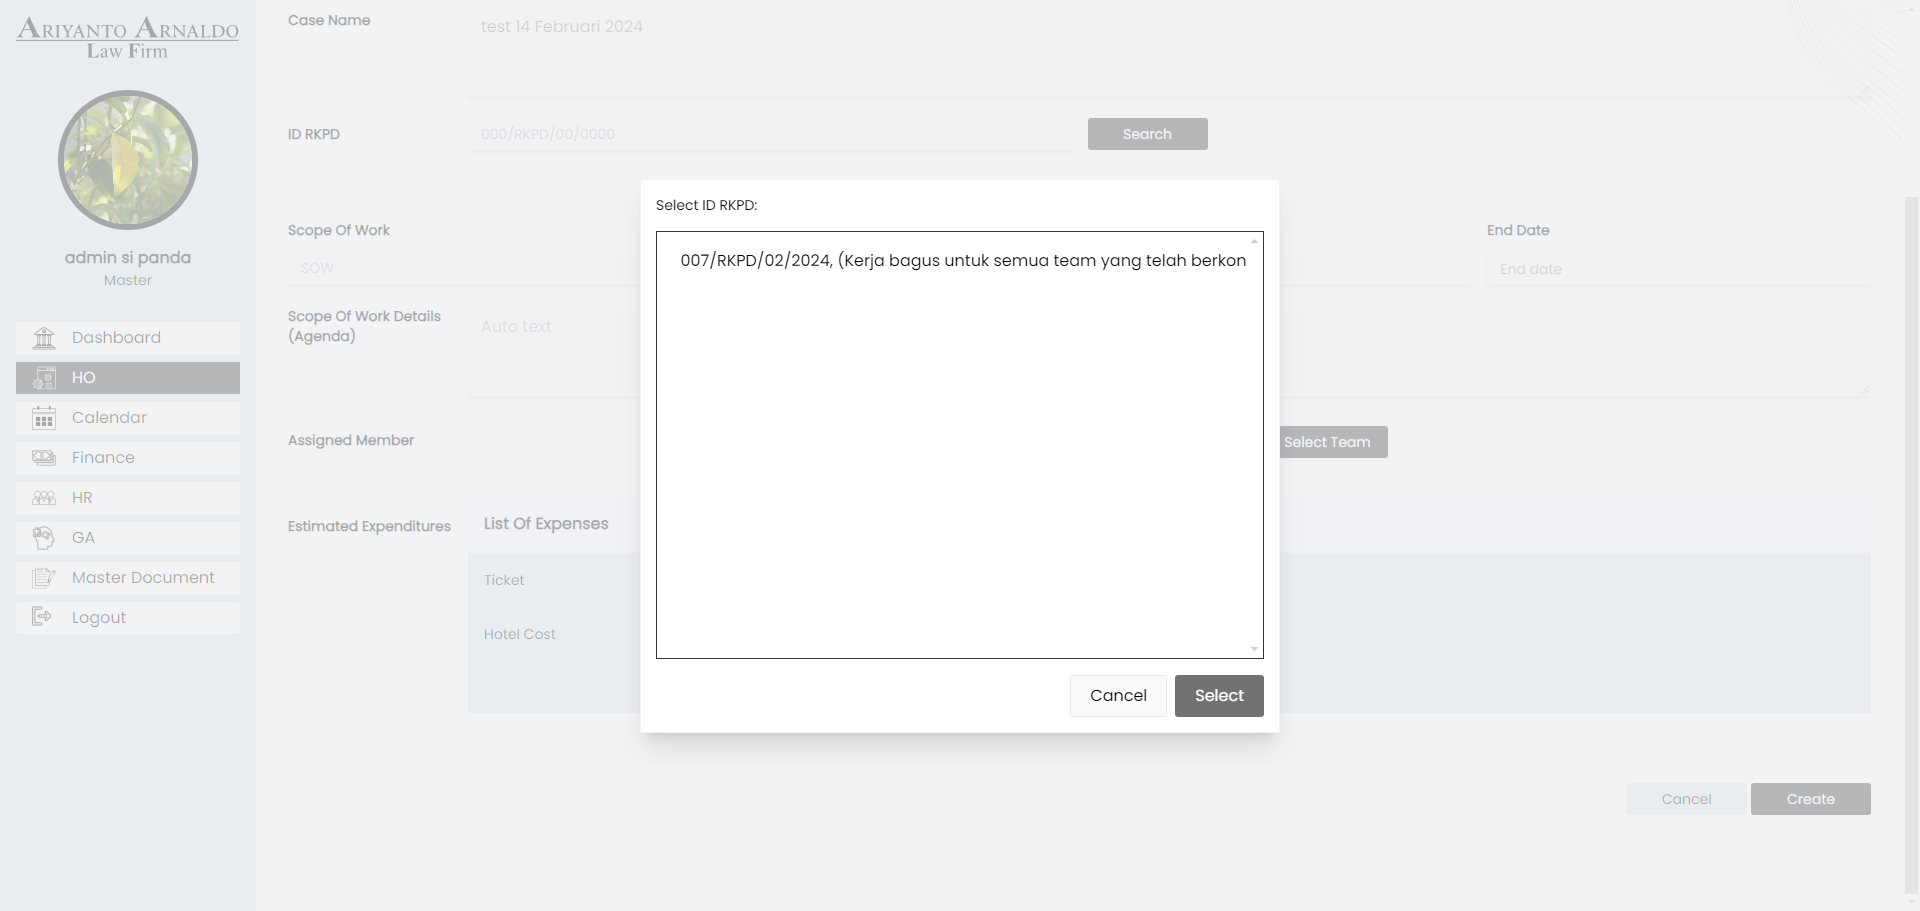 ARIYANTO ARNALDO
Law Firm
admin si panda
Master
Dashboard
HO
Calendar
Finance
HR
GA
Master Document
Logout
Case Name
test 14 Februari 2024
ID RKPD
000/RKPD/00/0000
Search
Scope Of Work
SOW
End Date
End date
Scope Of Work Details
(Agenda)
Auto text
Assigned Member
Select Team
Estimated Expenditures
List Of Expenses
Ticket
Hotel Cost
Cancel
Create
Select ID RKPD:
007/RKPD/02/2024, (Kerja bagus untuk semua team yang telah berkon
Cancel
Select